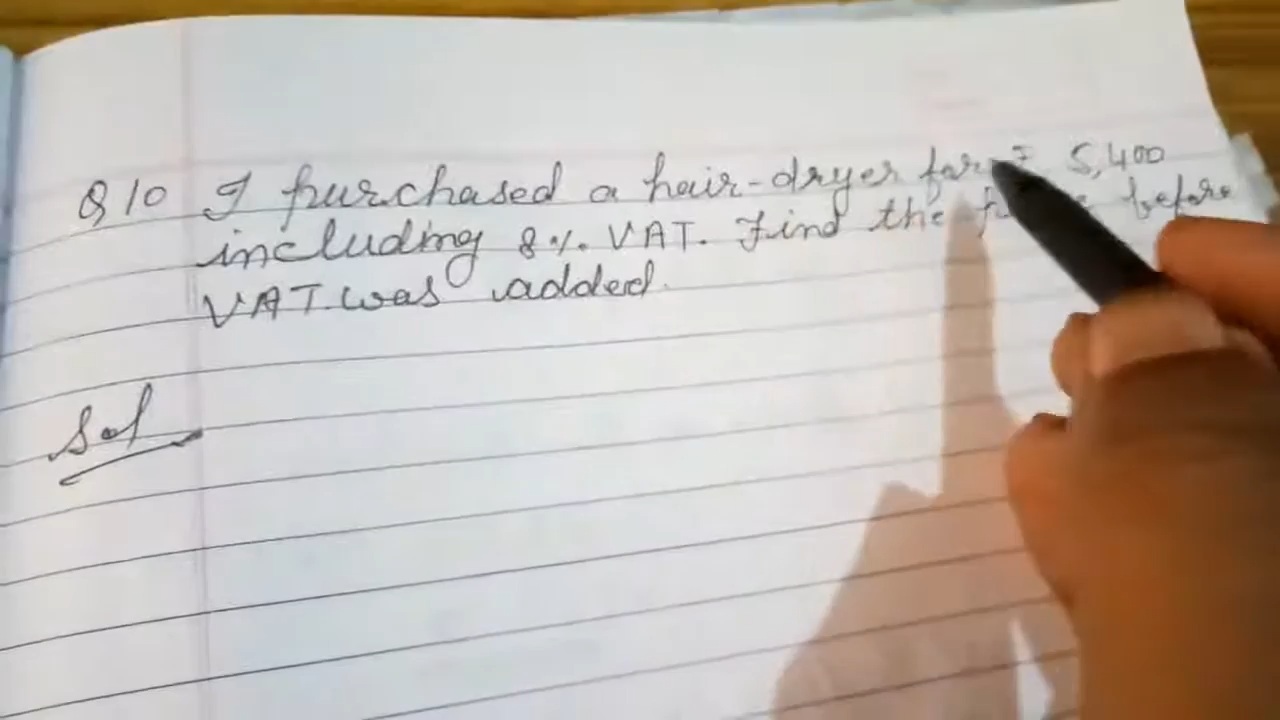 Q10 I purchased a hair-dryer for ₹ 5,400
including 8%. VAT. Find the before
VAT was added.
Sol